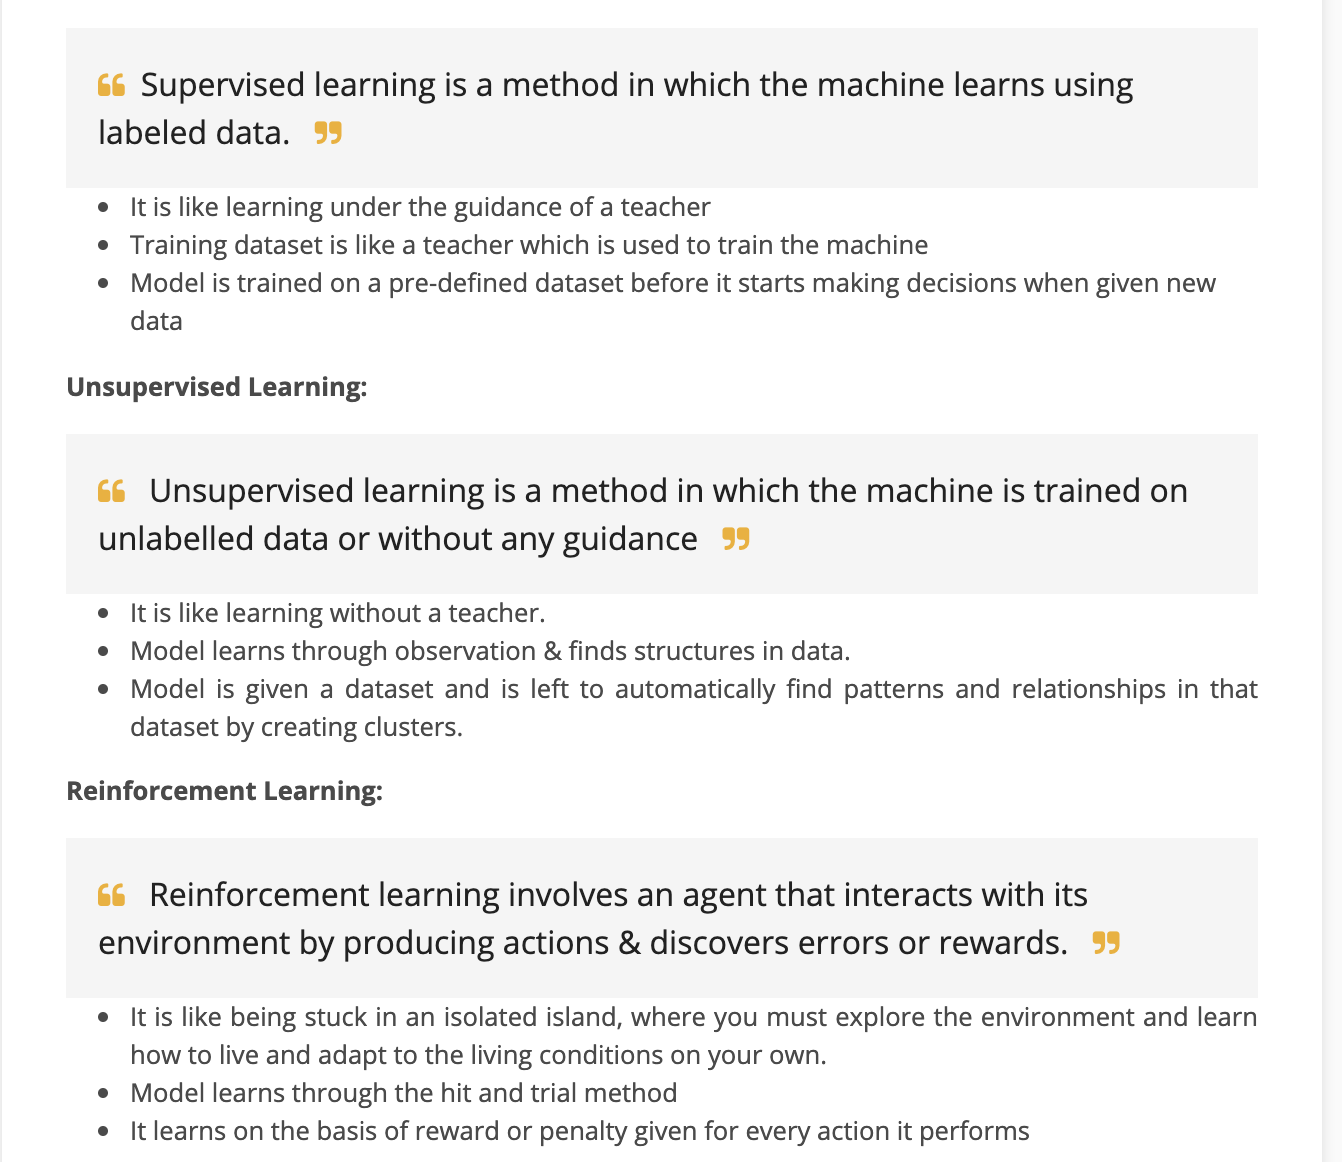 “ Supervised learning is a method in which the machine learns using
labeled data. ”
• It is like learning under the guidance of a teacher
• Training dataset is like a teacher which is used to train the machine
• Model is trained on a pre-defined dataset before it starts making decisions when given new
data
Unsupervised Learning:
“ Unsupervised learning is a method in which the machine is trained on
unlabelled data or without any guidance ”
• It is like learning without a teacher.
• Model learns through observation & finds structures in data.
• Model is given a dataset and is left to automatically find patterns and relationships in that
dataset by creating clusters.
Reinforcement Learning:
“ Reinforcement learning involves an agent that interacts with its
environment by producing actions & discovers errors or rewards. ”
• It is like being stuck in an isolated island, where you must explore the environment and learn
how to live and adapt to the living conditions on your own.
• Model learns through the hit and trial method
• It learns on the basis of reward or penalty given for every action it performs